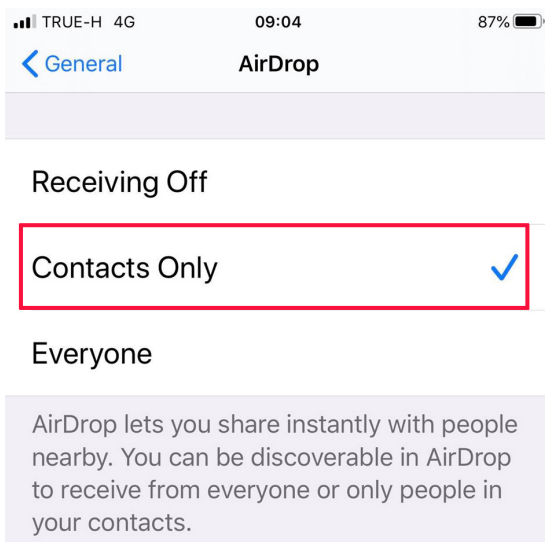 TRUE-H 4G 09:04 87%
General AirDrop
Receiving Off
Contacts Only
Everyone
AirDrop lets you share instantly with people
nearby. You can be discoverable in AirDrop
to receive from everyone or only people in
your contacts.